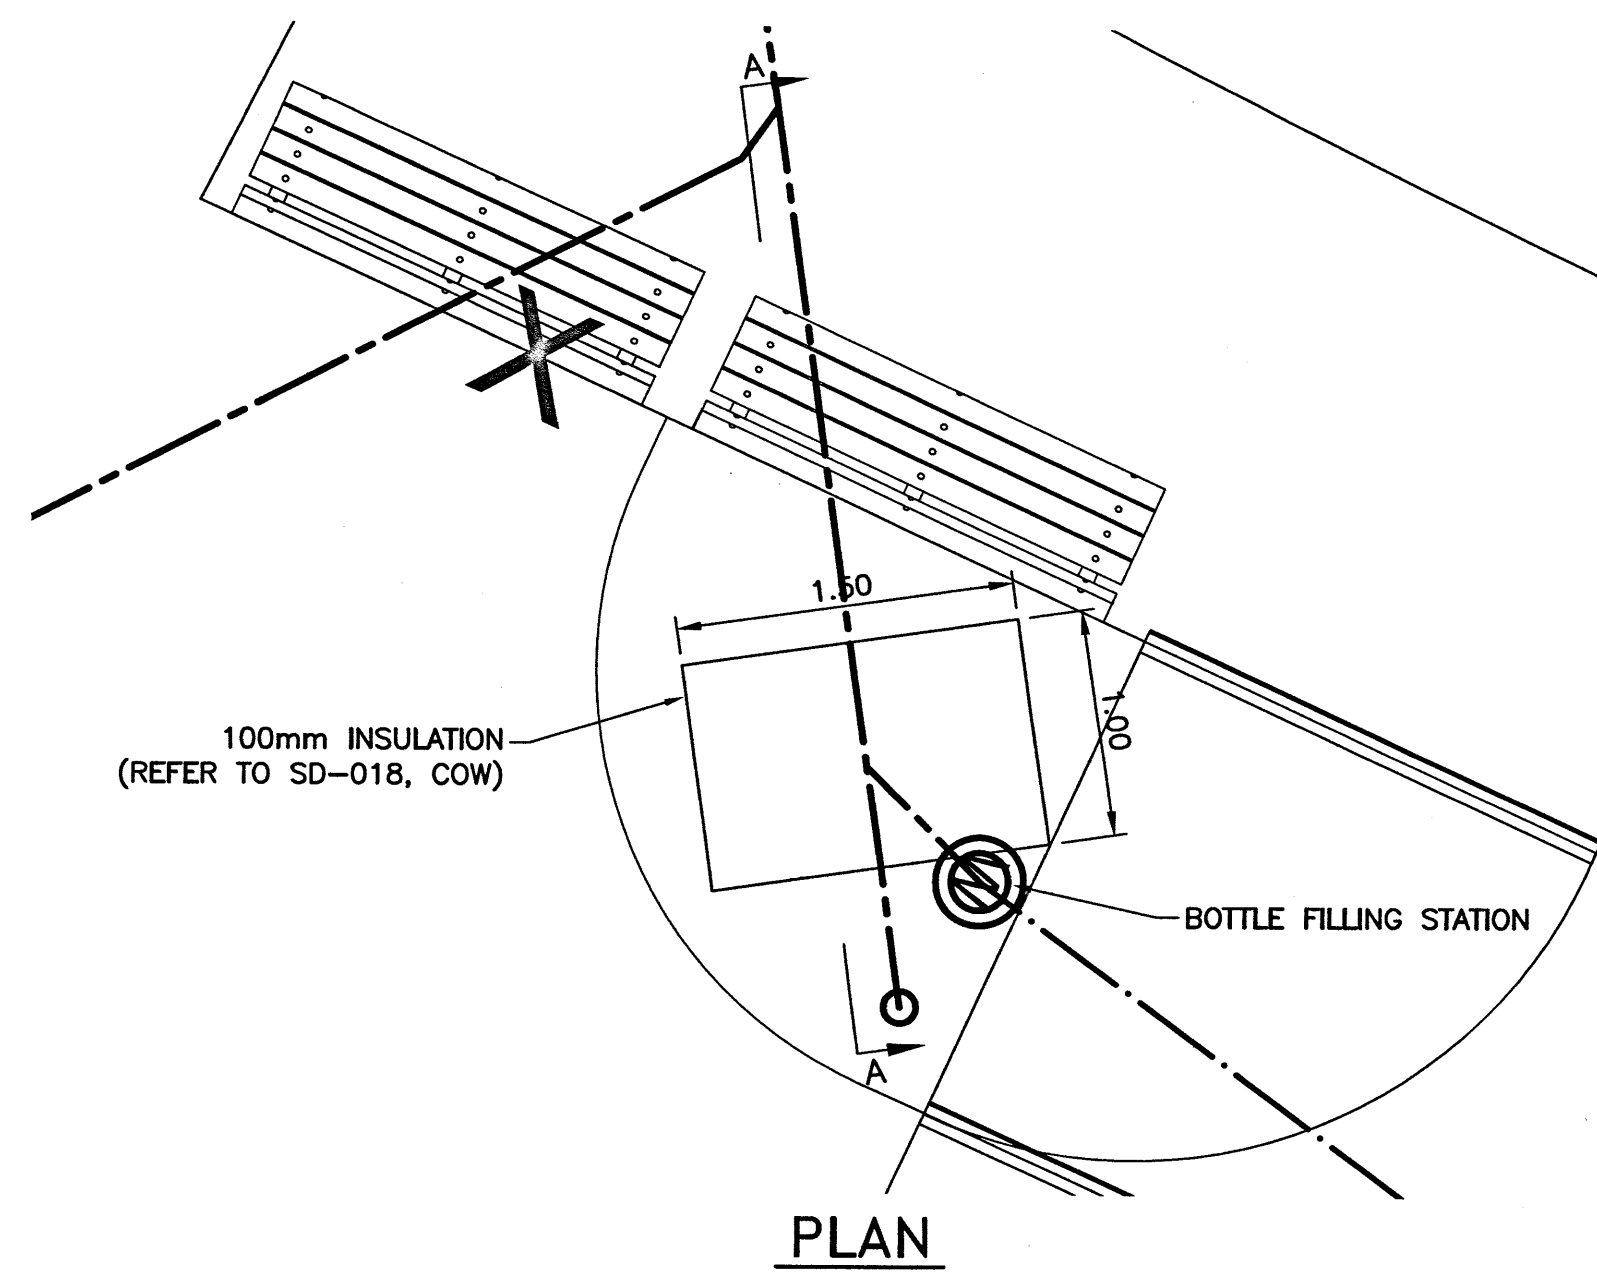 A
1.50
1.00
100mm INSULATION
(REFER TO SD-018, COW)
BOTTLE FILLING STATION
A
PLAN